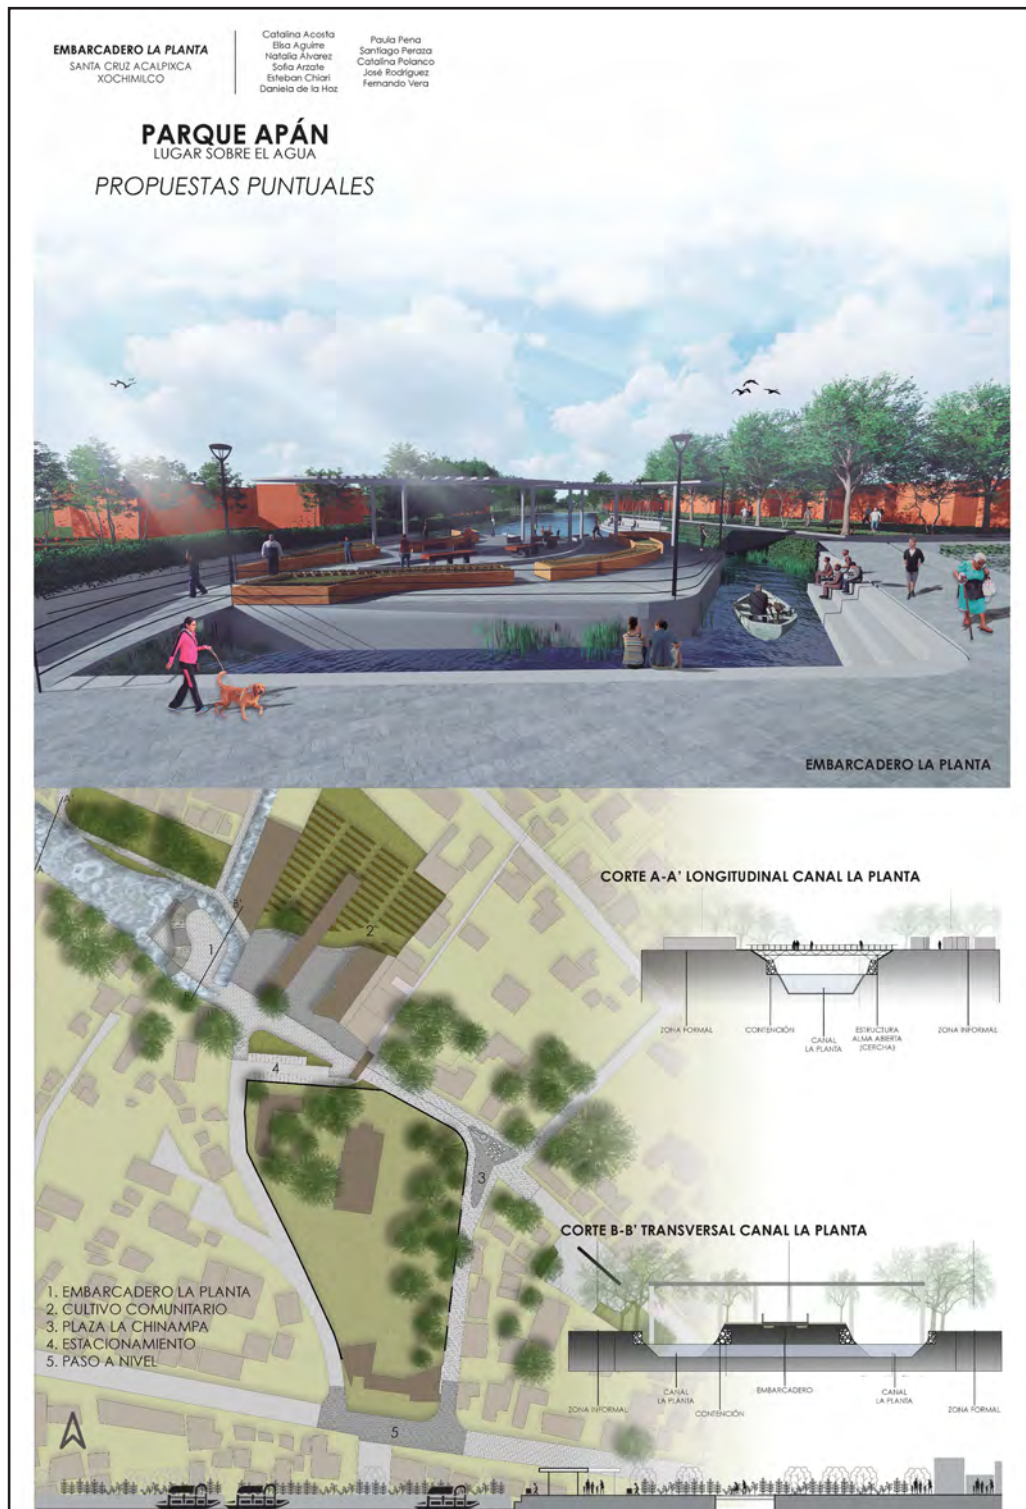 EMBARCADERO LA PLANTA
SANTA CRUZ ACALPIXCA
XOCHIMILCO
Catalina Acosta
Elisa Aguirre
Natalia Álvarez
Sofía Arzate
Esteban Chiari
Daniela de la Hoz
Paula Pena
Santiago Peraza
Catalina Polanco
José Rodríguez
Fernando Vera
PARQUE APÁN
LUGAR SOBRE EL AGUA
PROPUESTAS PUNTUALES
EMBARCADERO LA PLANTA
A'
A
B'
B
1
2
3
4
5
1. EMBARCADERO LA PLANTA
2. CULTIVO COMUNITARIO
3. PLAZA LA CHINAMPA
4. ESTACIONAMIENTO
5. PASO A NIVEL
CORTE A-A' LONGITUDINAL CANAL LA PLANTA
ZONA FORMAL
CONTENCIÓN
CANAL
LA PLANTA
ESTRUCTURA
ALMA ABIERTA
(CERCHA)
ZONA INFORMAL
CORTE B-B' TRANSVERSAL CANAL LA PLANTA
ZONA INFORMAL
CANAL
LA PLANTA
CONTENCIÓN
EMBARCADERO
CANAL
LA PLANTA
ZONA FORMAL